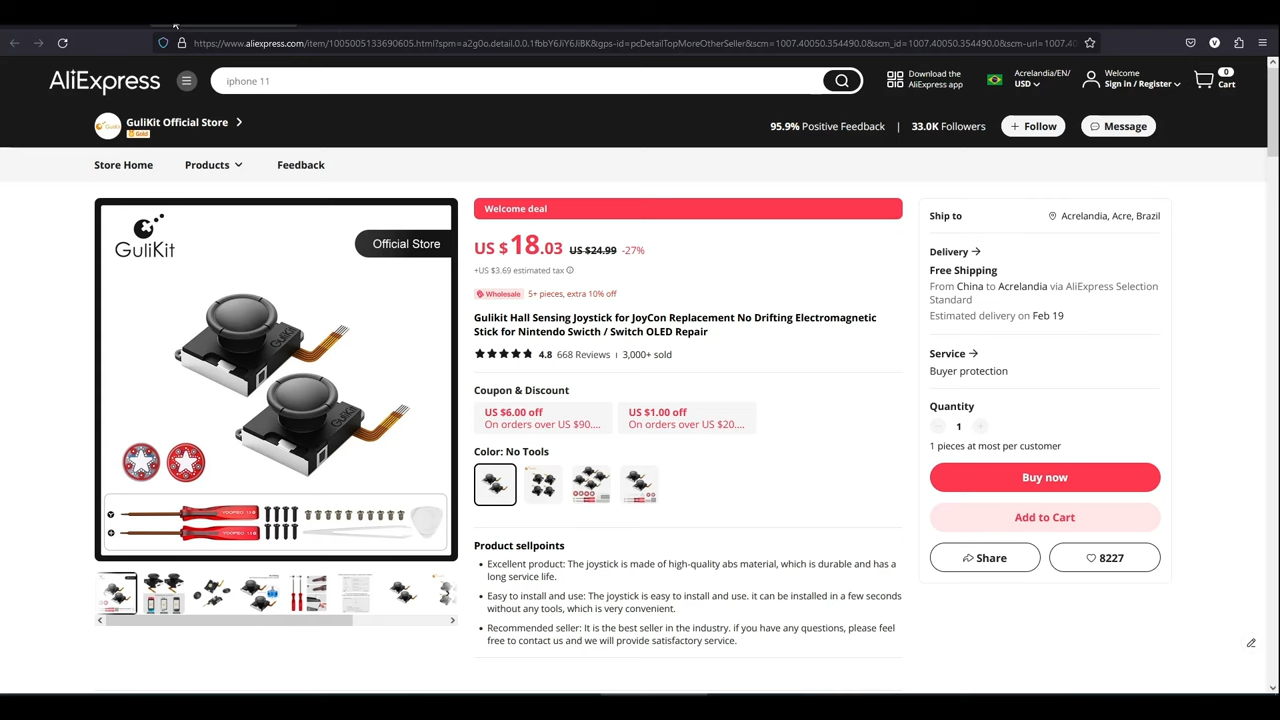 https://www.aliexpress.com/item/1005005133690605.html?spm=a2g0o.detail.0.0.1fbbY6JiY6JiBK&gps-id=pcDetailTopMoreOtherSeller&scm=1007.40050.354490.0&scm_id=1007.40050.354490.0&scm-url=1007.40
AliExpress
iphone 11
Download the
AliExpress app
Acrelandia/EN/
USD
Welcome
Sign in / Register
0
Cart
GuliKit Official Store
Gold
95.9% Positive Feedback | 33.0K Followers
+ Follow
Message
Store Home
Products
Feedback
GuliKit
Official Store
GuliKit
GuliKit
Welcome deal
US $18.03 US $24.99 -27%
+US $3.69 estimated tax
Wholesale 5+ pieces, extra 10% off
Gulikit Hall Sensing Joystick for JoyCon Replacement No Drifting Electromagnetic
Stick for Nintendo Swicth / Switch OLED Repair
4.8 668 Reviews 3,000+ sold
Coupon & Discount
US $6.00 off
On orders over US $90....
US $1.00 off
On orders over US $20....
Color: No Tools
Product sellpoints
• Excellent product: The joystick is made of high-quality abs material, which is durable and has a
long service life.
• Easy to install and use: The joystick is easy to install and use. it can be installed in a few seconds
without any tools, which is very convenient.
• Recommended seller: It is the best seller in the industry. if you have any questions, please feel
free to contact us and we will provide satisfactory service.
Ship to
Acrelandia, Acre, Brazil
Delivery
Free Shipping
From China to Acrelandia via AliExpress Selection
Standard
Estimated delivery on Feb 19
Service
Buyer protection
Quantity
1
1 pieces at most per customer
Buy now
Add to Cart
Share
8227